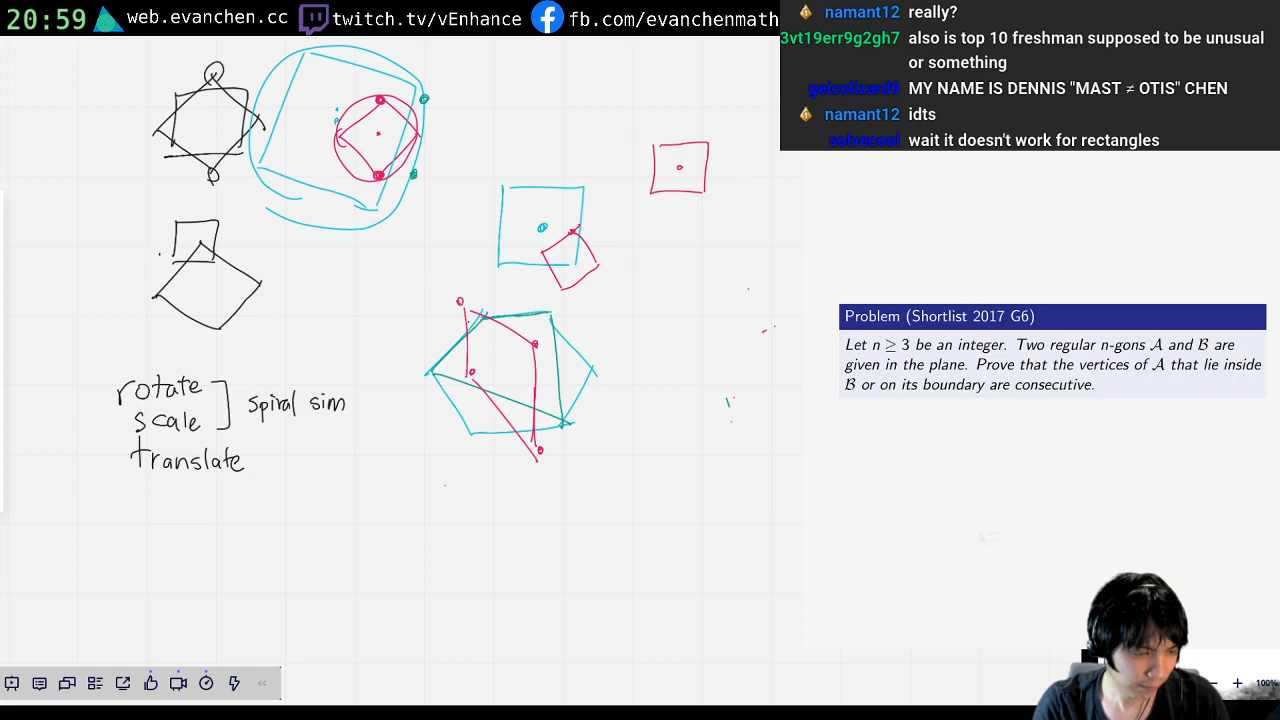 20:59 web.evanchen.cc twitch.tv/vEnhance fb.com/evanchenmath
namant12 really?
3vt19err9g2gh7 also is top 10 freshman supposed to be unusual
or something
geicolizard9 MY NAME IS DENNIS "MAST ≠ OTIS" CHEN
namant12 idts
solvecool wait it doesn't work for rectangles
Problem (Shortlist 2017 G6)
Let n ≥ 3 be an integer. Two regular n-gons 𝒜 and ℬ are
given in the plane. Prove that the vertices of 𝒜 that lie inside
ℬ or on its boundary are consecutive.
rotate
scale
spiral sim
translate
100%